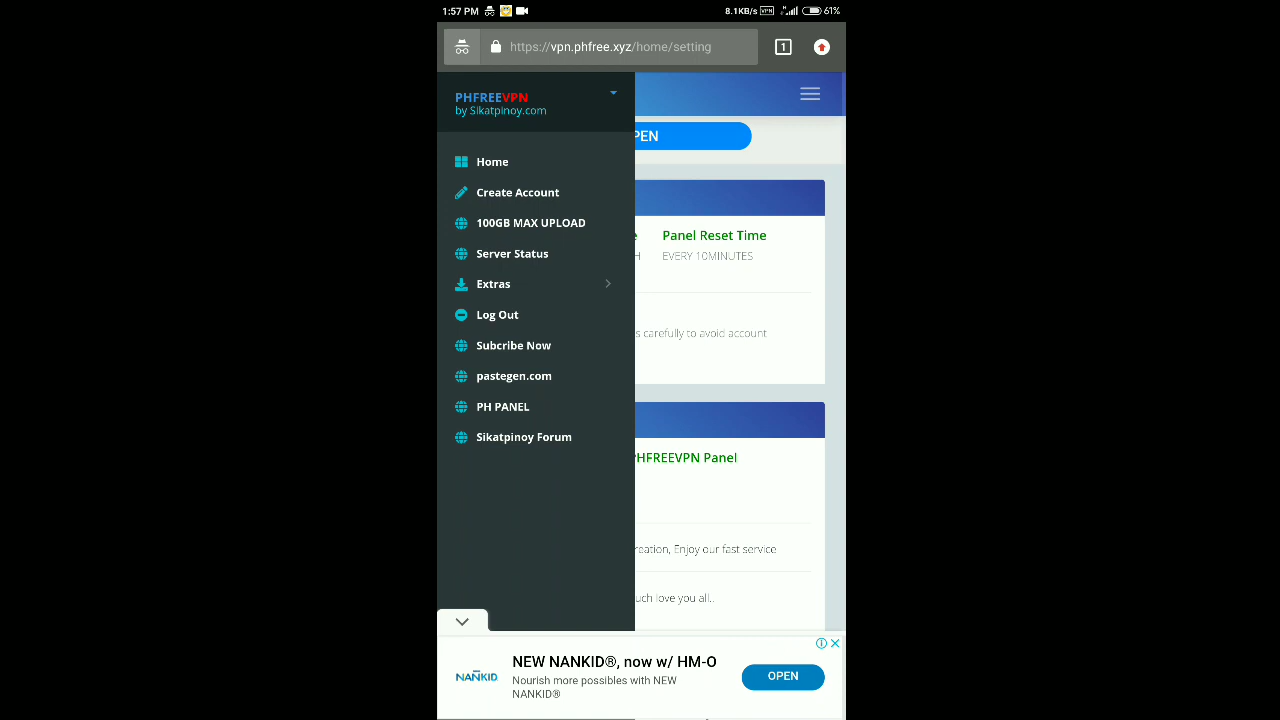 1:57 PM 8.1KB/s VPN 61%
https://vpn.phfree.xyz/home/setting 1
PHFREEVPN
by Sikatpinoy.com
PEN
Home
Create Account
100GB MAX UPLOAD
Server Status
Extras
Log Out
Subcribe Now
pastegen.com
PH PANEL
Sikatpinoy Forum
Panel Reset Time
EVERY 10MINUTES
carefully to avoid account
PHFREEVPN Panel
reation, Enjoy our fast service
uch love you all..
NEW NANKID®, now w/ HM-O
NANKID
Nourish more possibles with NEW
NANKID®
OPEN